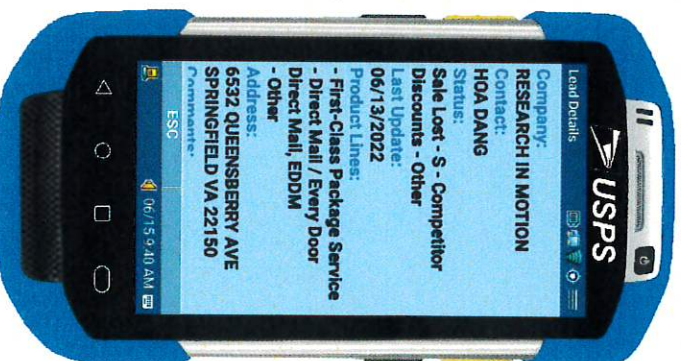 USPS
Lead Details
Company:
RESEARCH IN MOTION
Contact:
HOA DANG
Status:
Sale Lost - S - Competitor
Discounts - Other
Last Update:
06/13/2022
Product Lines:
- First-Class Package Service
- Direct Mail / Every Door
Direct Mail, EDDM
- Other
Address:
6532 QUEENSBERRY AVE
SPRINGFIELD VA 22150
Comments:
ESC
06/15 9:40 AM